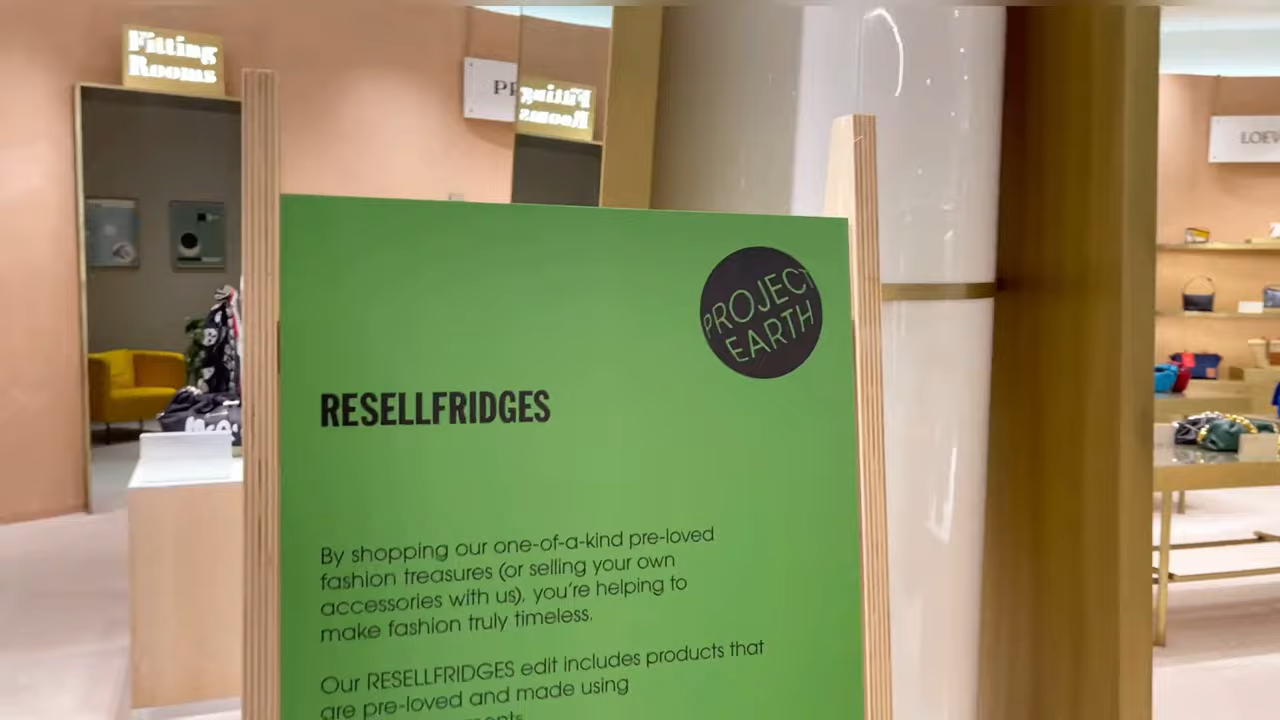 Fitting
Rooms
PROJECT
EARTH
RESELLFRIDGES
By shopping our one-of-a-kind pre-loved
fashion treasures (or selling your own
accessories with us), you're helping to
make fashion truly timeless.
Our RESELLFRIDGES edit includes products that
are pre-loved and made using